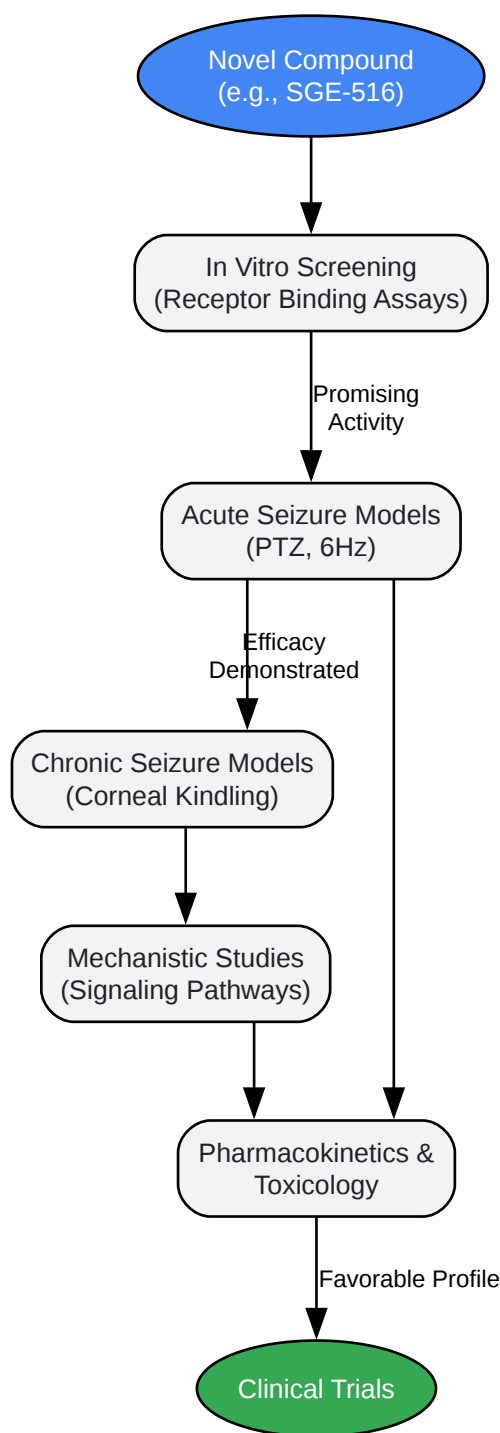 Novel Compound
(e.g., SGE-516)
In Vitro Screening
(Receptor Binding Assays)
Promising
Activity
Acute Seizure Models
(PTZ, 6Hz)
Efficacy
Demonstrated
Chronic Seizure Models
(Corneal Kindling)
Mechanistic Studies
(Signaling Pathways)
Pharmacokinetics &
Toxicology
Favorable Profile
Clinical Trials